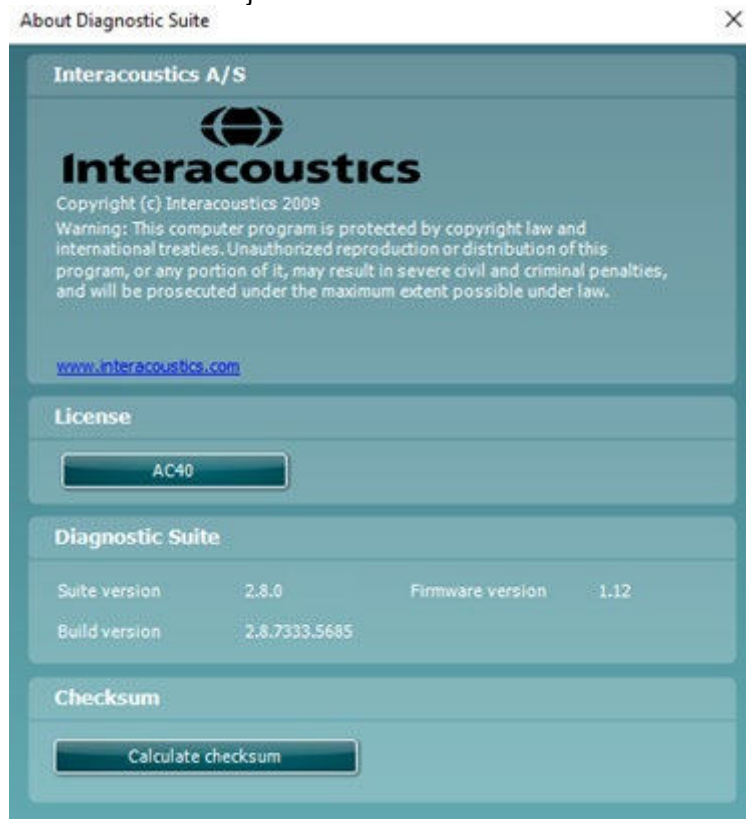 About Diagnostic Suite
Interacoustics A/S
Interacoustics
Copyright (c) Interacoustics 2009
Warning: This computer program is protected by copyright law and
international treaties. Unauthorized reproduction or distribution of this
program, or any portion of it, may result in severe civil and criminal penalties,
and will be prosecuted under the maximum extent possible under law.
www.interacoustics.com
License
AC40
Diagnostic Suite
Suite version 2.8.0 Firmware version 1.12
Build version 2.8.7333.5685
Checksum
Calculate checksum